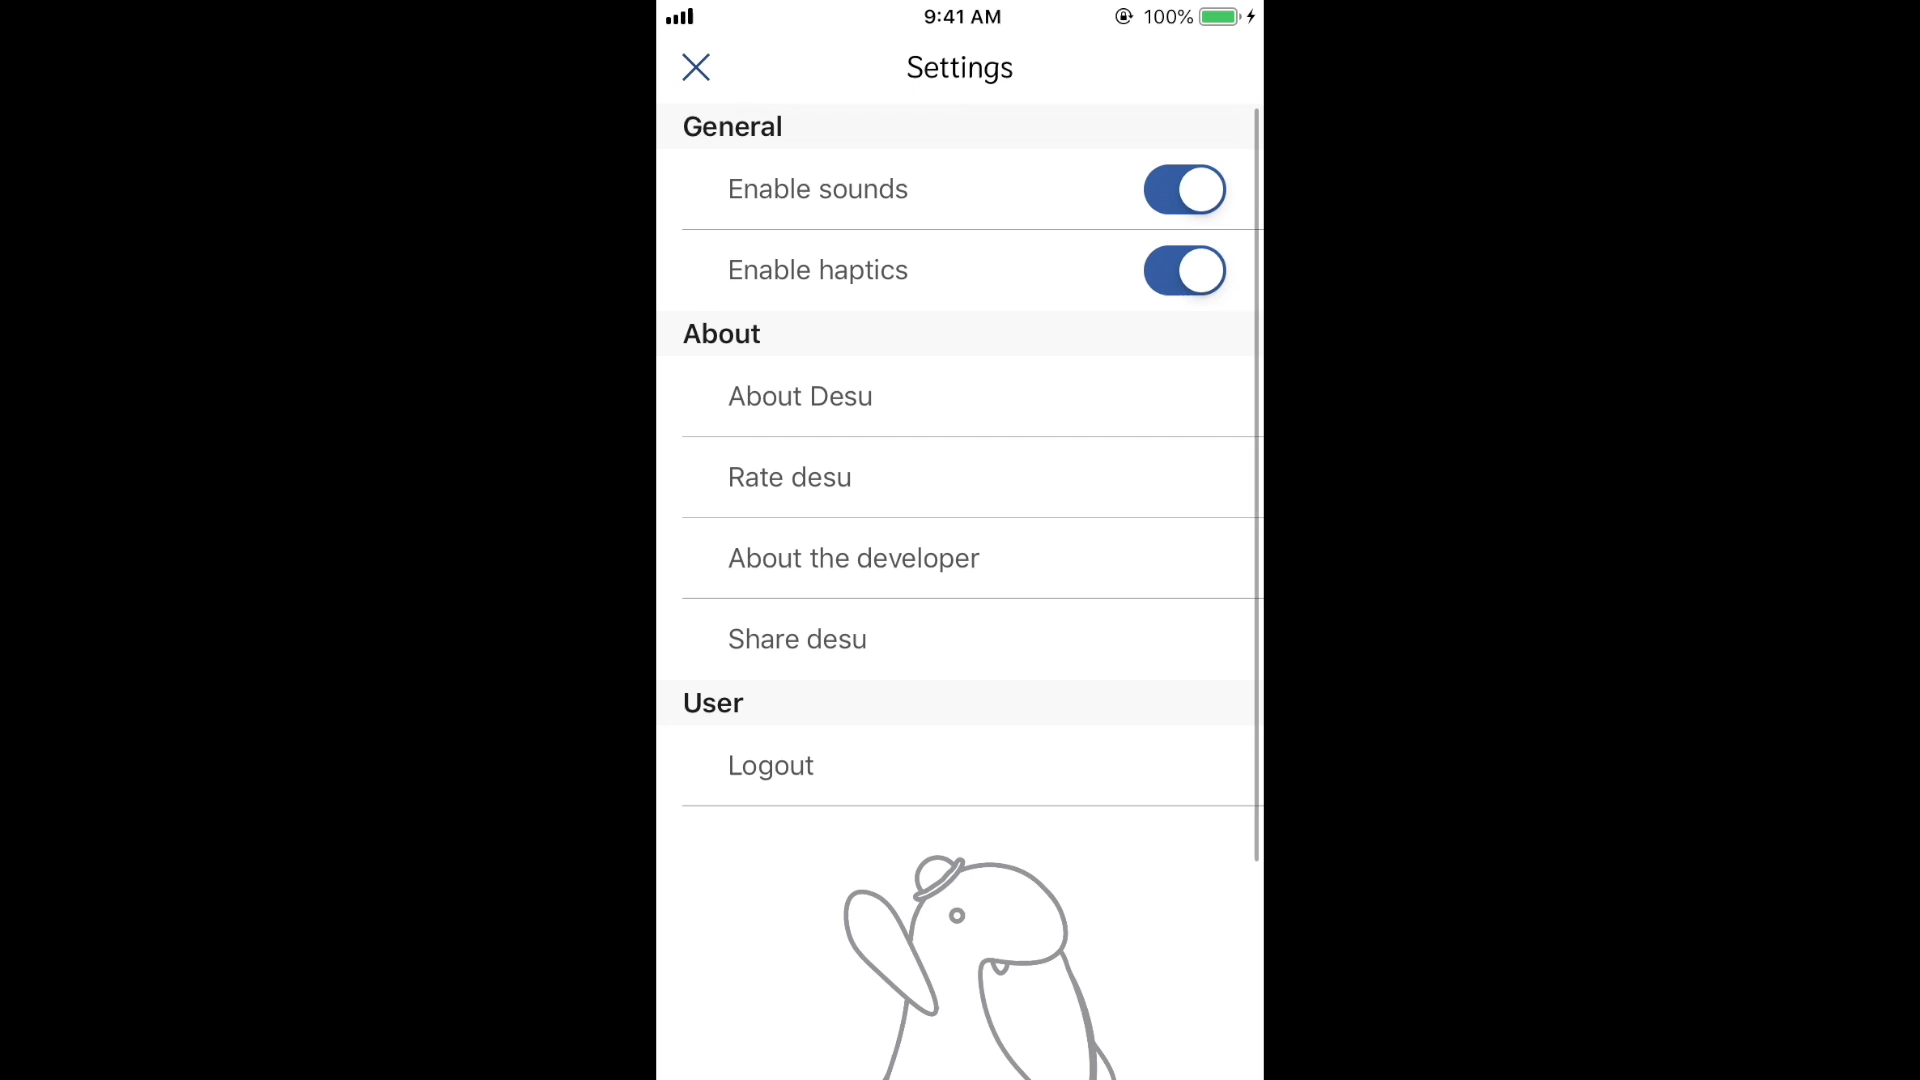 9:41 AM
100%
Settings
General
Enable sounds
Enable haptics
About
About Desu
Rate desu
About the developer
Share desu
User
Logout